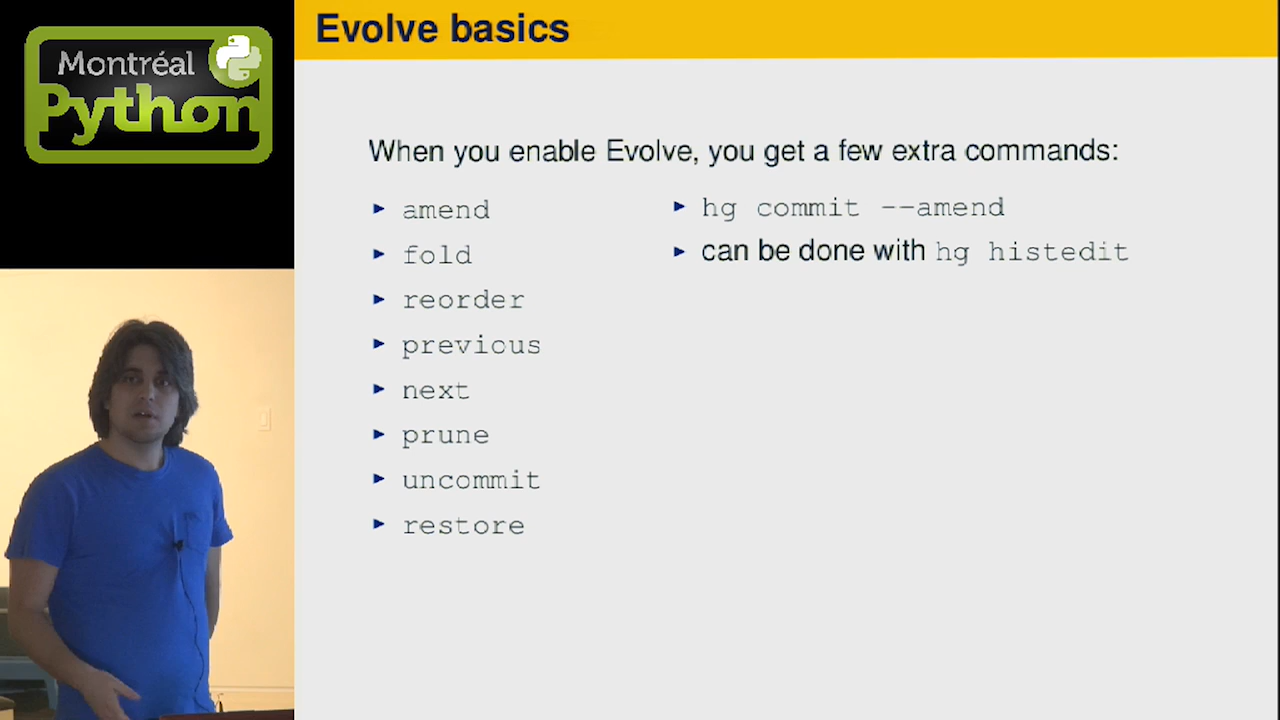 Montréal
Python
Evolve basics
When you enable Evolve, you get a few extra commands:
amend
fold
reorder
previous
next
prune
uncommit
restore
hg commit --amend
can be done with hg histedit